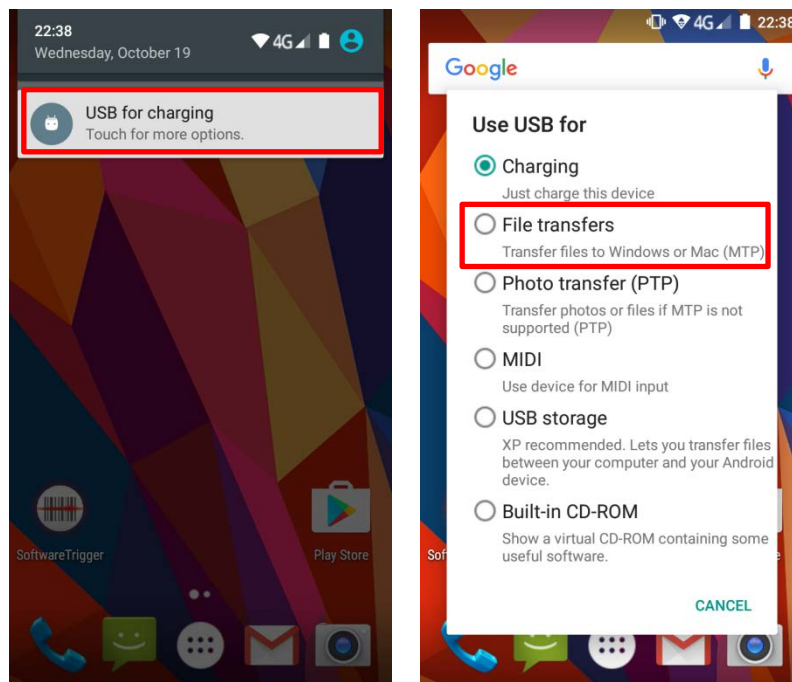 22:38
Wednesday, October 19
4G
USB for charging
Touch for more options.
SoftwareTrigger
Play Store
4G 22:38
Google
Use USB for
Charging
Just charge this device
File transfers
Transfer files to Windows or Mac (MTP)
Photo transfer (PTP)
Transfer photos or files if MTP is not
supported (PTP)
MIDI
Use device for MIDI input
USB storage
XP recommended. Lets you transfer files
between your computer and your Android
device.
Built-in CD-ROM
Show a virtual CD-ROM containing some
useful software.
Sof
e
CANCEL